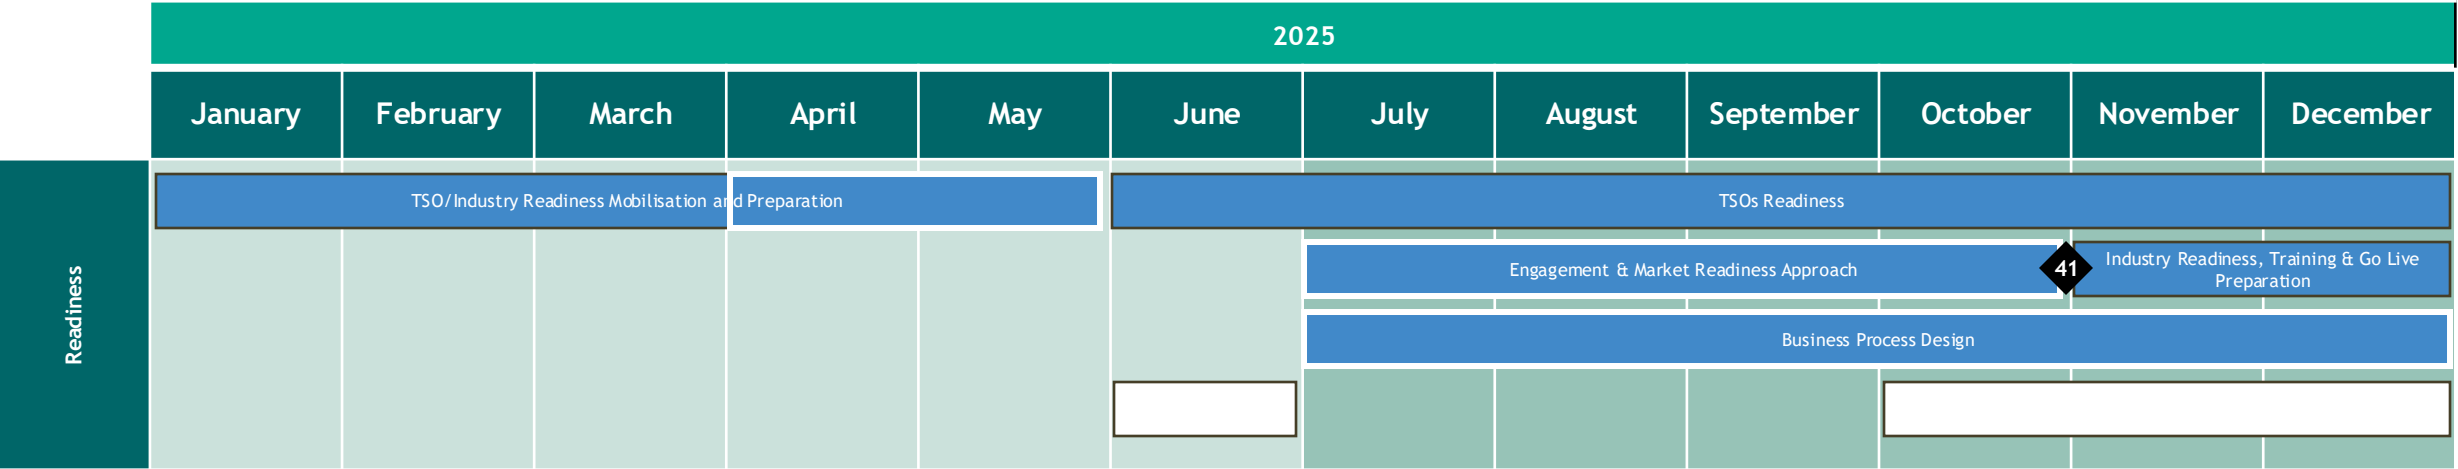 2025
January
February
March
April
May
June
July
August
September
October
November
December
Readiness
TSO/Industry Readiness Mobilisation and Preparation
TSOs Readiness
Engagement & Market Readiness Approach
41
Industry Readiness, Training & Go Live
Preparation
Business Process Design